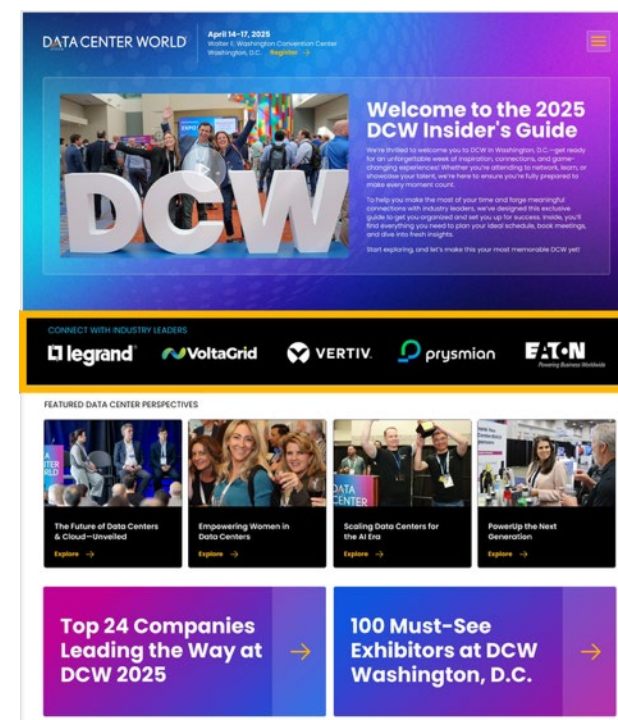 DATA CENTER WORLD
April 14-17, 2025
Walter E. Washington Convention Center
Washington, D.C. Register →
Welcome to the 2025
DCW Insider's Guide
We're thrilled to welcome you to DCW in Washington, D.C.—get ready
for an unforgettable week of inspiration, connections, and game-
changing experiences! Whether you're attending to network, learn, or
showcase your talent, we're here to ensure you're fully prepared to
make every moment count.
To help you make the most of your time and forge meaningful
connections with industry leaders, we've designed this exclusive
guide to get you organized and set you up for success. Inside, you'll
find everything you need to plan your ideal schedule, book meetings,
and dive into fresh insights.
Start exploring, and let's make this your most memorable DCW yet!
EXPO
DCW
CONNECT WITH INDUSTRY LEADERS
legrand VoltaGrid VERTIV. prysmian EATON
Powering Business Worldwide
FEATURED DATA CENTER PERSPECTIVES
DATA
CENTER
The Future of Data Centers
& Cloud—Unveiled
Explore →
Empowering Women in
Data Centers
Explore →
Scaling Data Centers for
the AI Era
Explore →
PowerUp the Next
Generation
Explore →
Top 24 Companies
Leading the Way at
DCW 2025
100 Must-See
Exhibitors at DCW
Washington, D.C.